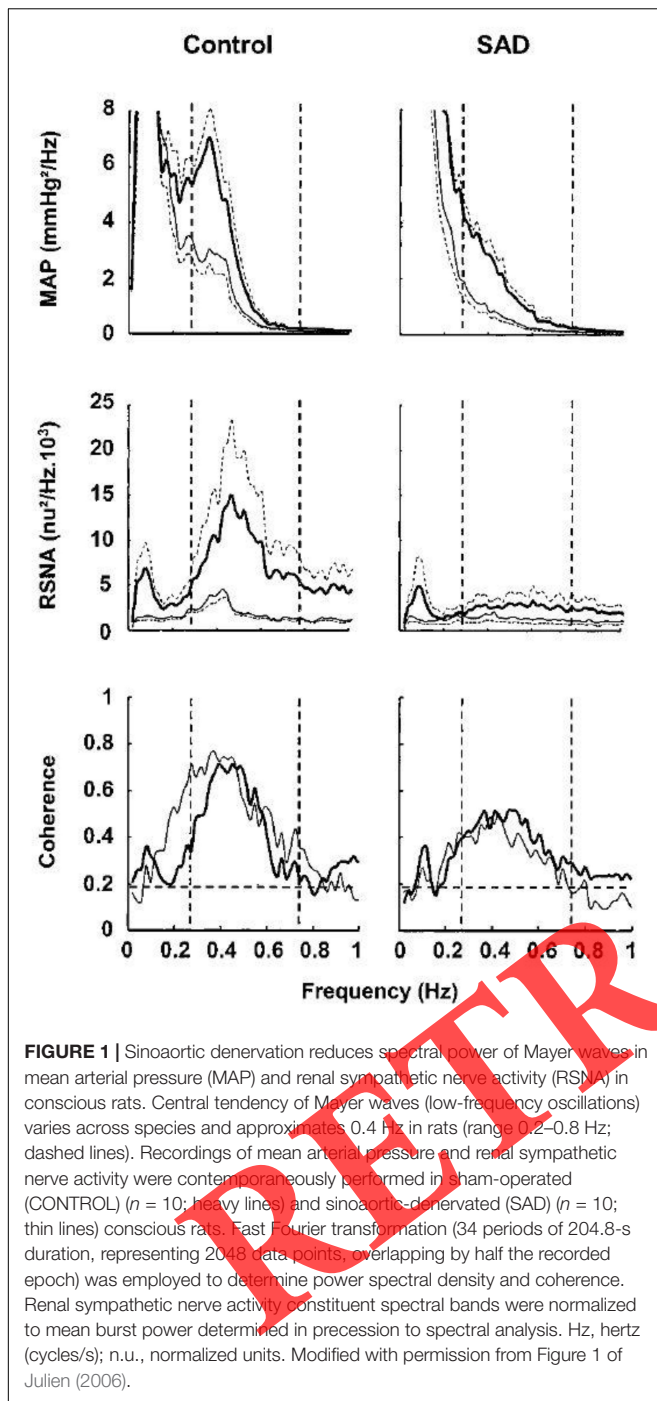 Control SAD
8
6
4
2
0
MAP (mmHg²/Hz)
25
20
15
10
5
0
RSNA (nu²/Hz.10³)
1
0.8
0.6
0.4
0.2
0
Coherence
0 0.2 0.4 0.6 0.8 1 0 0.2 0.4 0.6 0.8 1
Frequency (Hz)
FIGURE 1 | Sinoaortic denervation reduces spectral power of Mayer waves in
mean arterial pressure (MAP) and renal sympathetic nerve activity (RSNA) in
conscious rats. Central tendency of Mayer waves (low-frequency oscillations)
varies across species and approximates 0.4 Hz in rats (range 0.2–0.8 Hz;
dashed lines). Recordings of mean arterial pressure and renal sympathetic
nerve activity were contemporaneously performed in sham-operated
(CONTROL) (n = 10; heavy lines) and sinoaortic-denervated (SAD) (n = 10;
thin lines) conscious rats. Fast Fourier transformation (34 periods of 204.8-s
duration, representing 2048 data points, overlapping by half the recorded
epoch) was employed to determine power spectral density and coherence.
Renal sympathetic nerve activity constituent spectral bands were normalized
to mean burst power determined in precession to spectral analysis. Hz, hertz
(cycles/s); n.u., normalized units. Modified with permission from Figure 1 of
Julien (2006).
RETR